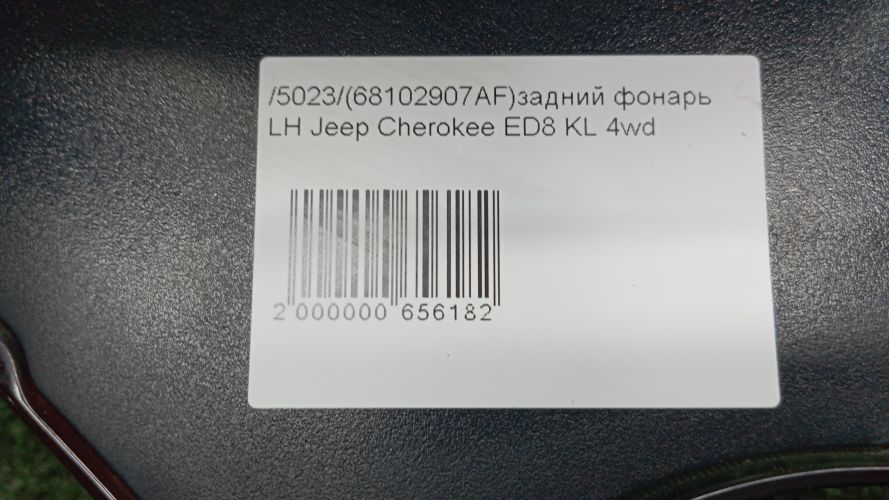 /5023/(68102907AF)задний фонарь
LH Jeep Cherokee ED8 KL 4wd
2 000000 656182